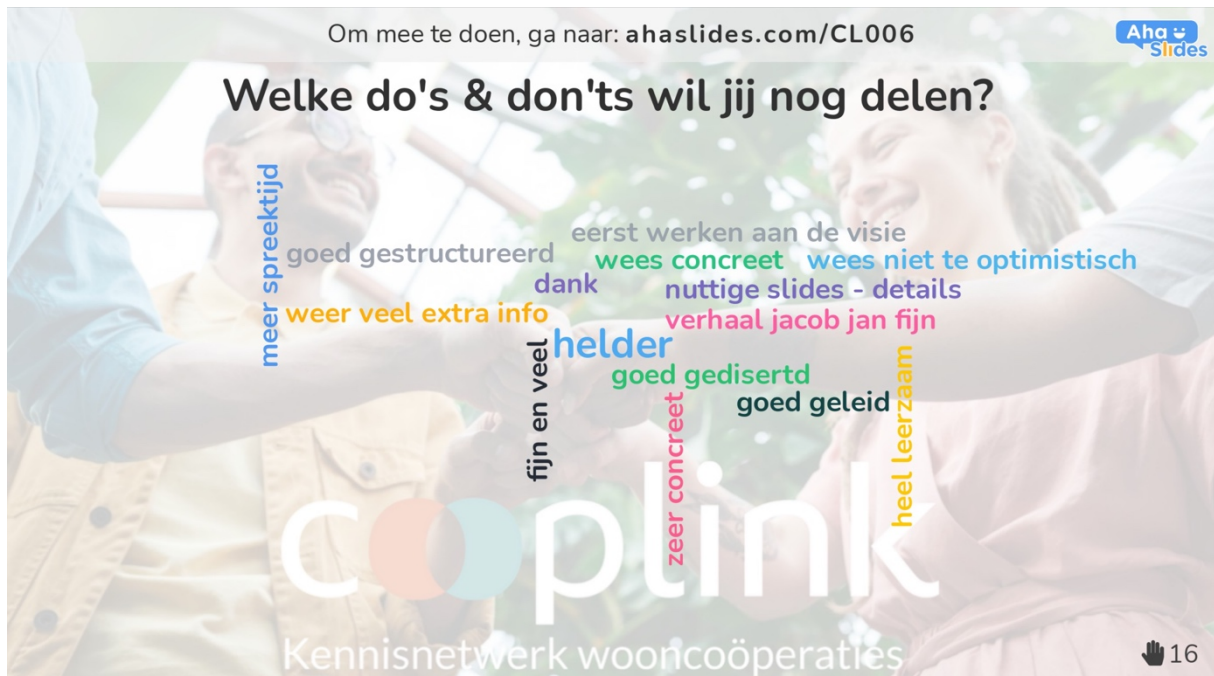 Om mee te doen, ga naar: ahaslides.com/CL006
Aha
Slides
Welke do's & don'ts wil jij nog delen?
meer spreektijd
eerst werken aan de visie
goed gestructureerd
wees concreet
wees niet te optimistisch
dank
nuttige slides - details
weer veel extra info
verhaal jacob jan fijn
helder
fijn en veel
goed gedisertd
goed geleid
heel leerzaam
zeer concreet
cooplink
Kennisnetwerk wooncoöperaties
16